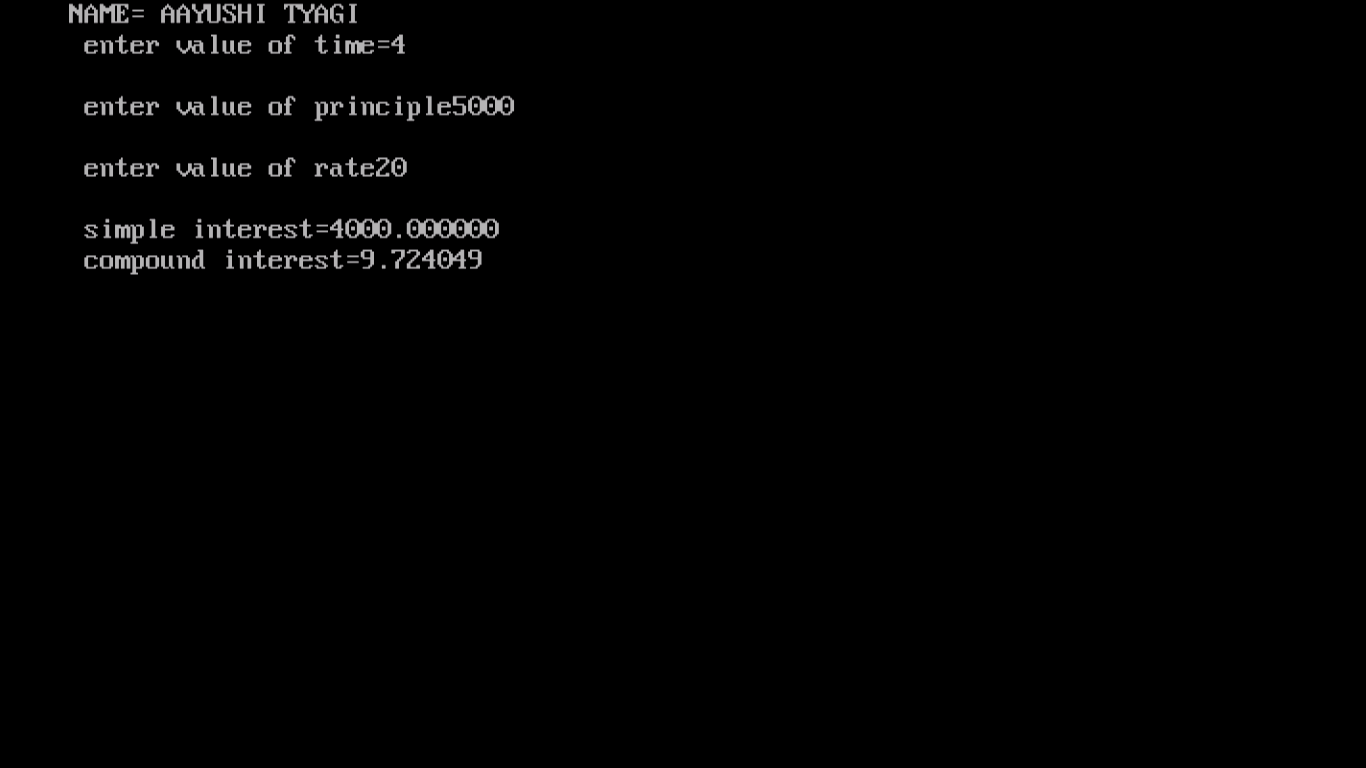 NAME= AAYUSHI TYAGI
enter value of time=4
enter value of principle5000
enter value of rate20
simple interest=4000.000000
compound interest=9.724049